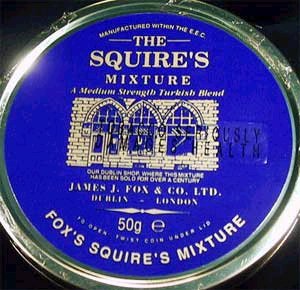 MANUFACTURED WITHIN THE E.E.C.
THE
SQUIRE'S
MIXTURE
A Medium Strength Turkish Blend
OUR DUBLIN SHOP, WHERE THIS MIXTURE
HAS BEEN SOLD FOR OVER A CENTURY
JAMES J. FOX & CO. LTD.
DUBLIN - LONDON
50g e
TO OPEN: TWIST COIN UNDER LID
FOX'S SQUIRE'S MIXTURE